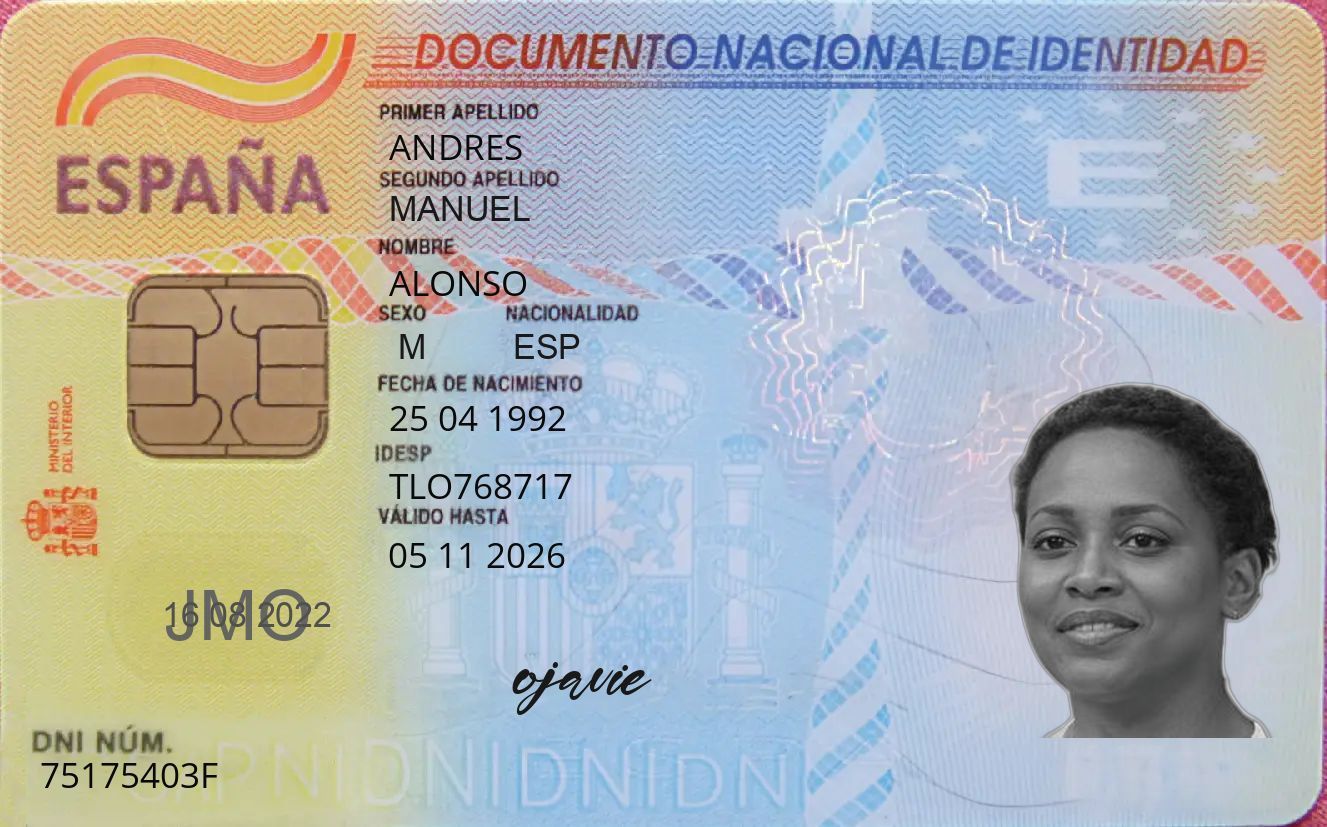 DOCUMENTO NACIONAL DE IDENTIDAD
ESPAÑA
PRIMER APELLIDO
ANDRES
SEGUNDO APELLIDO
MANUEL
NOMBRE
ALONSO
SEXO NACIONALIDAD
M ESP
FECHA DE NACIMIENTO
25 04 1992
IDESP
TLO768717
VÁLIDO HASTA
05 11 2026
MINISTERIO
DEL INTERIOR
E
JMO
16 08 2022
ojavie
DNI NÚM.
75175403F
DNIDNIDNIDNI